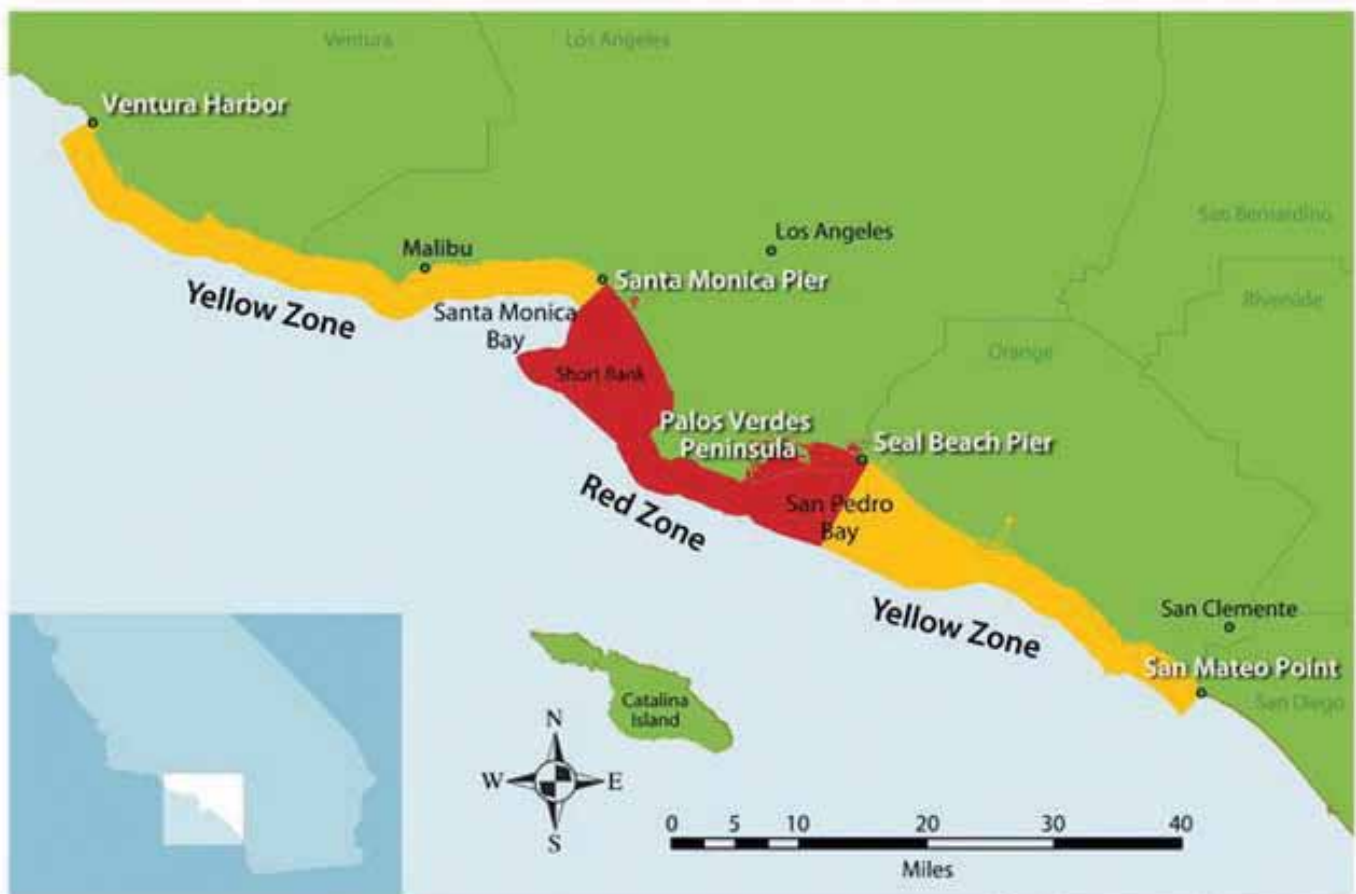 Ventura
Los Angeles
Ventura Harbor
San Bernardino
Los Angeles
Malibu
Santa Monica Pier
Yellow Zone
Santa Monica
Bay
Riverside
Orange
Short Bank
Palos Verdes
Peninsula
Seal Beach Pier
Red Zone
San Pedro
Bay
Yellow Zone
San Clemente
San Mateo Point
San Diego
Catalina
Island
N
W
E
S
0
5
10
20
30
40
Miles